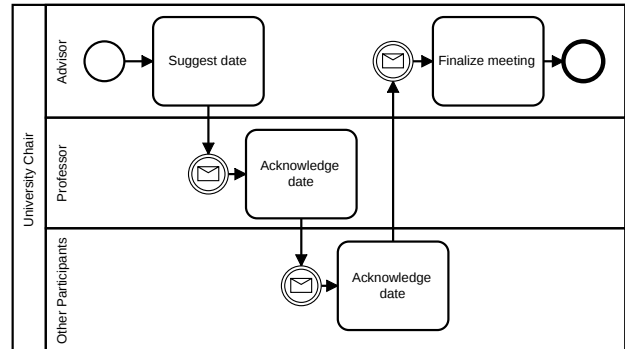 University Chair
Advisor
Suggest date
Finalize meeting
Professor
Acknowledge
date
Other Participants
Acknowledge
date